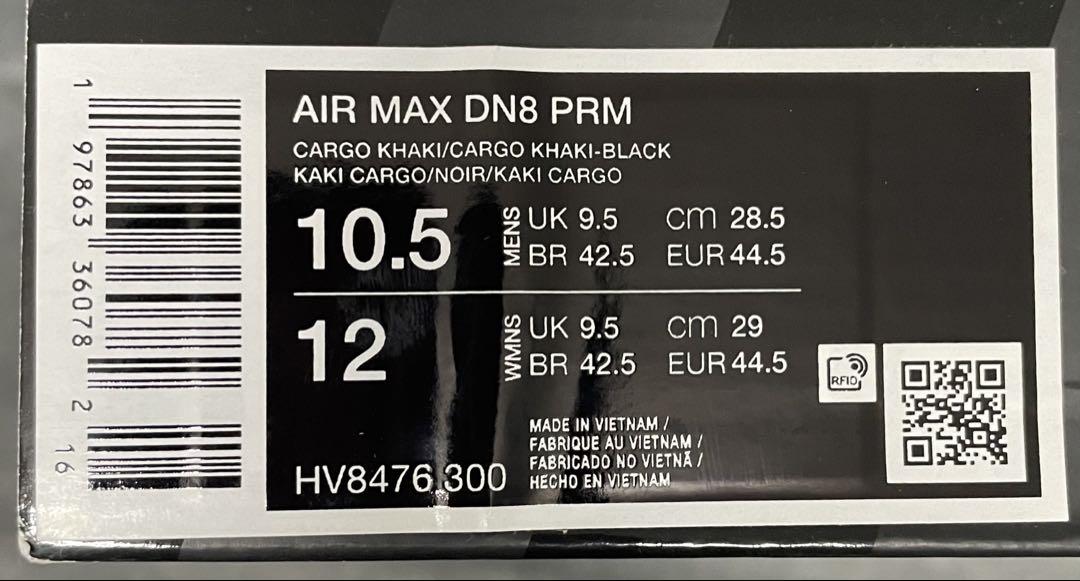 1 97863 36078 2
16
AIR MAX DN8 PRM
CARGO KHAKI/CARGO KHAKI-BLACK
KAKI CARGO/NOIR/KAKI CARGO
10.5 MENS UK 9.5 cm 28.5
BR 42.5 EUR 44.5
12 WMNS UK 9.5 cm 29
BR 42.5 EUR 44.5
RFID
MADE IN VIETNAM /
FABRIQUE AU VIETNAM /
FABRICADO NO VIETNÃ /
HECHO EN VIETNAM
HV8476 300